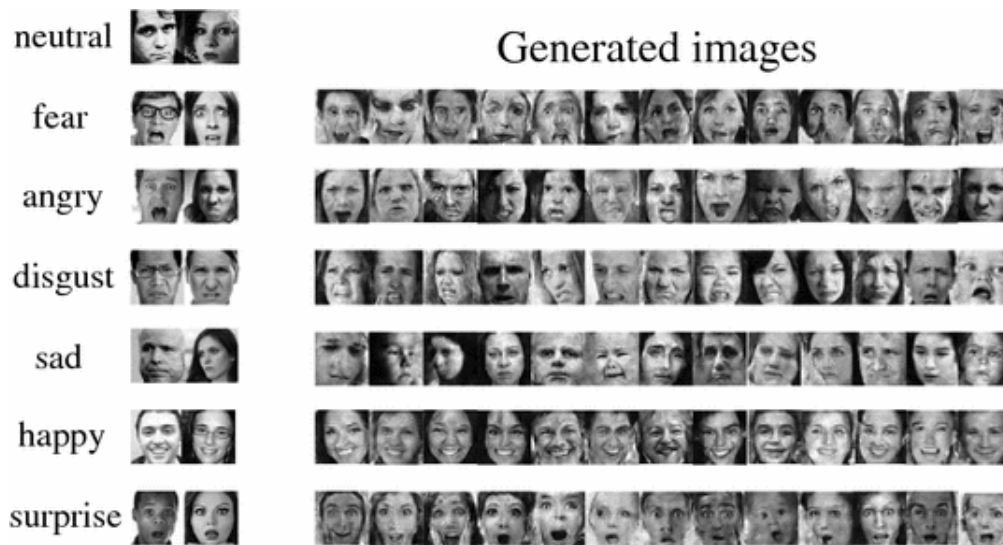 neutral
Generated images
fear
angry
disgust
sad
happy
surprise